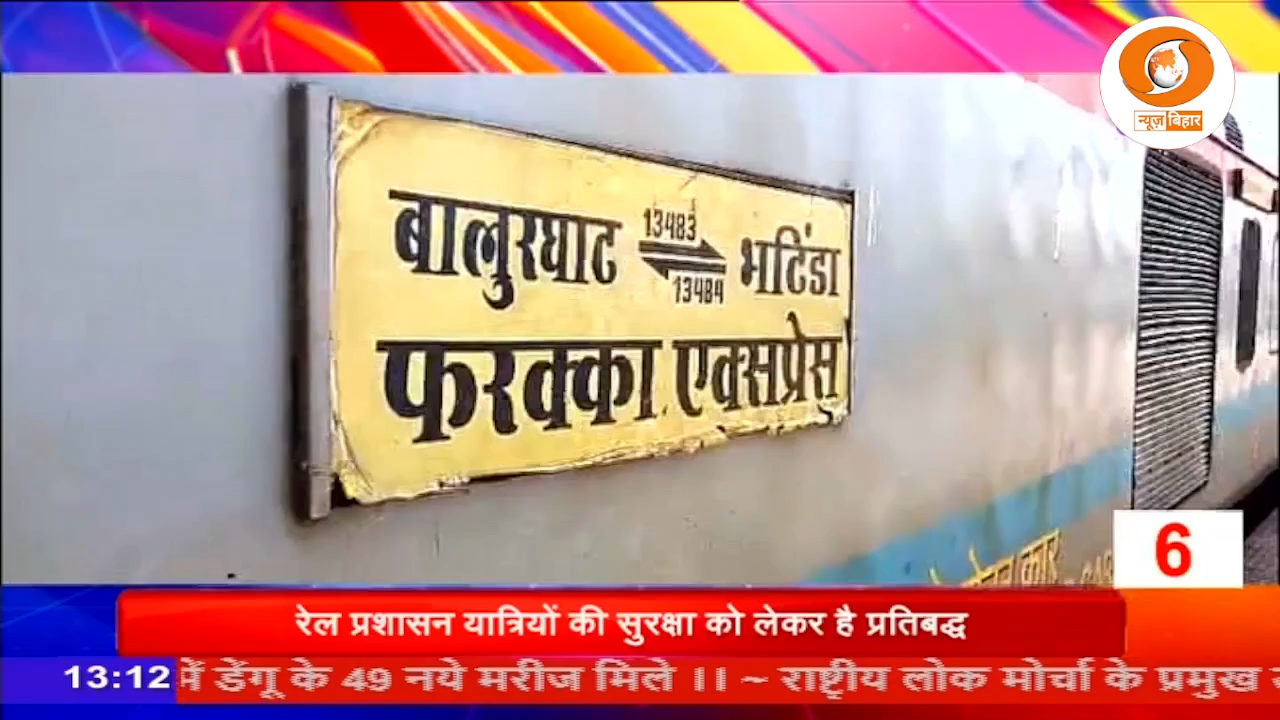 न्यूज़ बिहार
बालुरघाट 13483 भटिंडा
13484
फरक्का एक्सप्रेस
6
रेल प्रशासन यात्रियों की सुरक्षा को लेकर है प्रतिबद्ध
13:12 में डेंगू के 49 नये मरीज मिले ।। ~ राष्ट्रीय लोक मोर्चा के प्रमुख